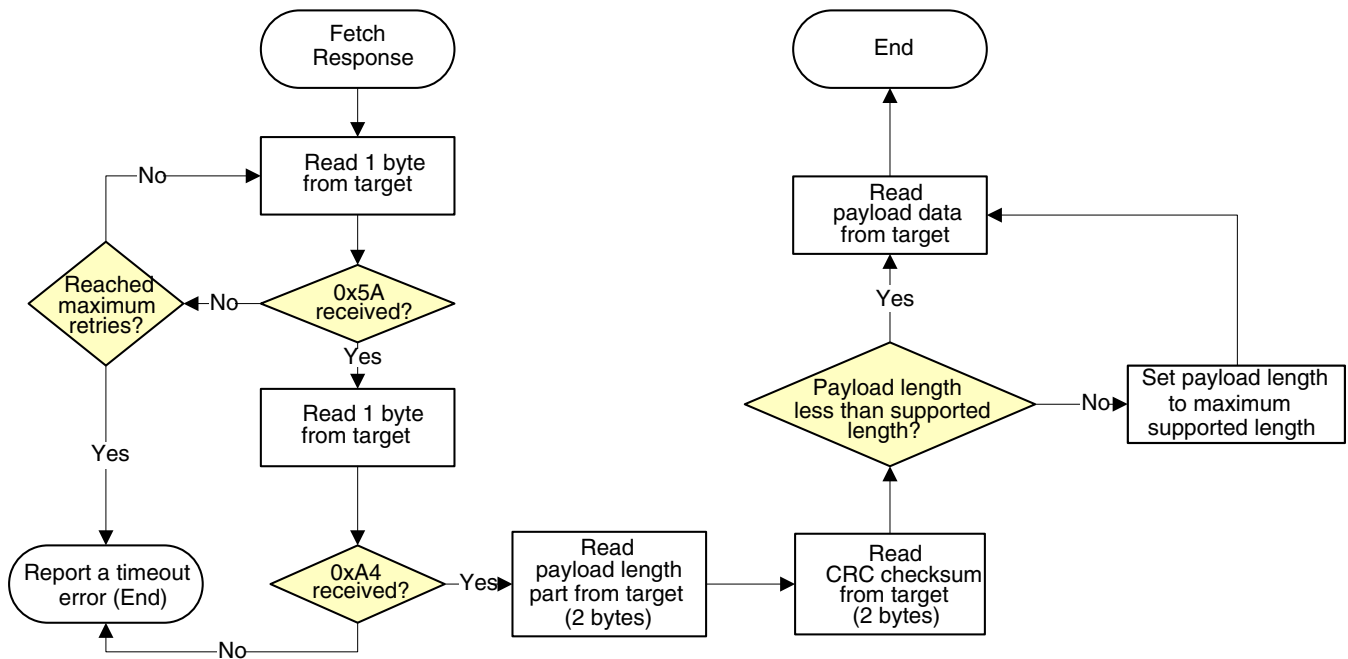 Fetch
Response
Read 1 byte
from target
No
Reached
maximum
retries?
No
0x5A
received?
Yes
Read 1 byte
from target
Yes
Report a timeout
error (End)
0xA4
received?
No
Yes
Read
payload length
part from target
(2 bytes)
Read
CRC checksum
from target
(2 bytes)
Payload length
less than supported
length?
No
Set payload length
to maximum
supported length
Yes
Read
payload data
from target
End